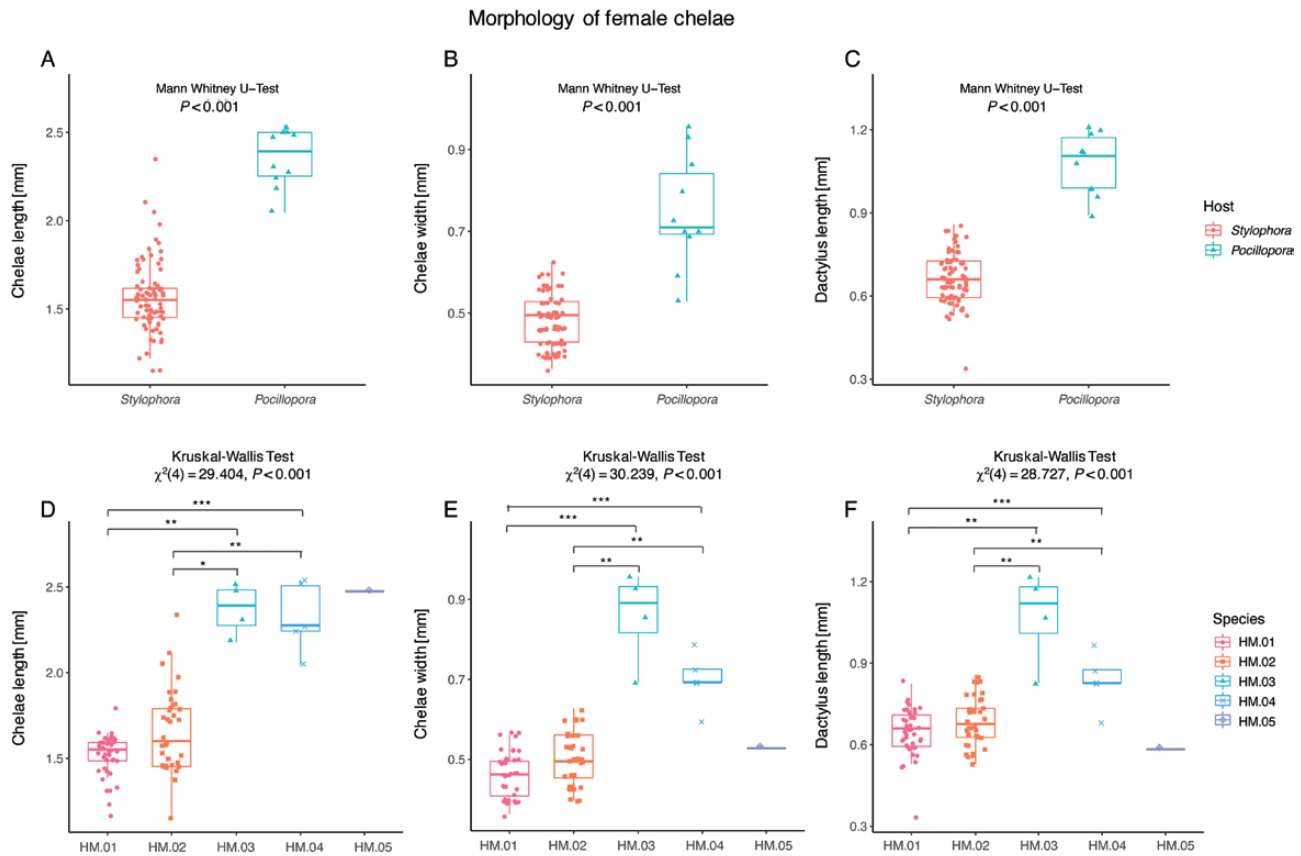 Morphology of female chelae
A
Mann Whitney U-Test
P < 0.001
Chelae length [mm]
2.5
2.0
1.5
Stylophora
Pocillopora
B
Mann Whitney U-Test
P < 0.001
Chelae width [mm]
0.9
0.7
0.5
Stylophora
Pocillopora
C
Mann Whitney U-Test
P < 0.001
Dactylus length [mm]
1.2
0.9
0.6
0.3
Stylophora
Pocillopora
Host
Stylophora
Pocillopora
D
Kruskal-Wallis Test
χ²(4) = 29.404, P < 0.001
***
**
**
*
Chelae length [mm]
2.5
2.0
1.5
HM.01 HM.02 HM.03 HM.04 HM.05
E
Kruskal-Wallis Test
χ²(4) = 30.239, P < 0.001
***
***
**
**
Chelae width [mm]
0.9
0.7
0.5
HM.01 HM.02 HM.03 HM.04 HM.05
F
Kruskal-Wallis Test
χ²(4) = 28.727, P < 0.001
***
**
**
**
Dactylus length [mm]
1.2
0.9
0.6
0.3
HM.01 HM.02 HM.03 HM.04 HM.05
Species
HM.01
HM.02
HM.03
HM.04
HM.05